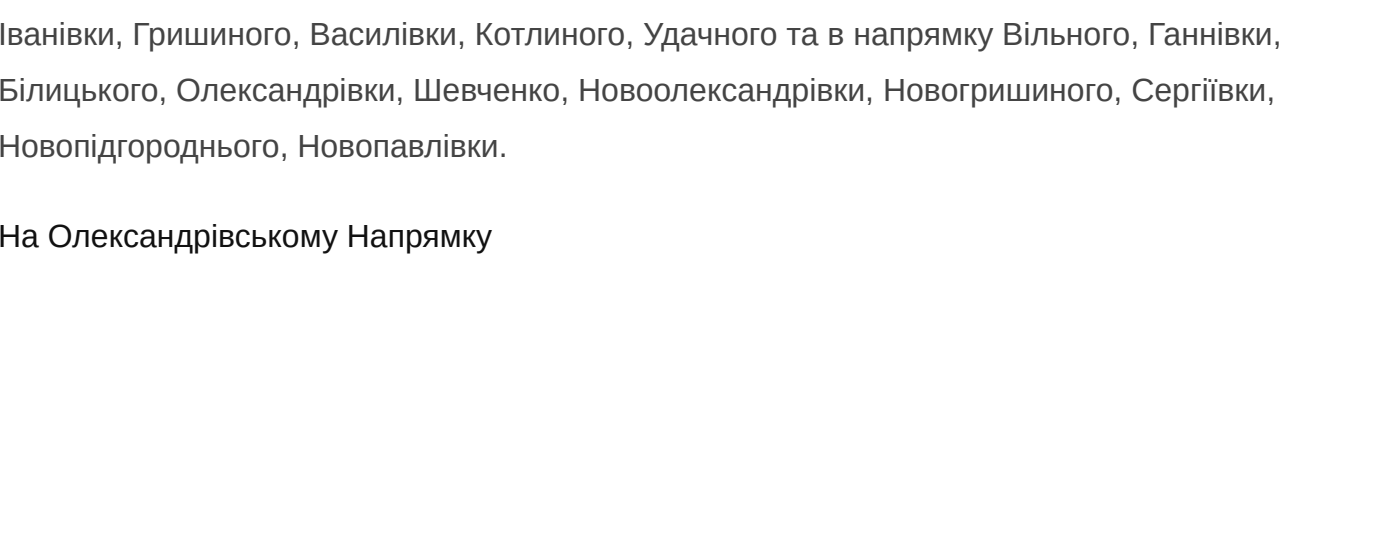 Іванівки, Гришиного, Василівки, Котлиного, Удачного та в напрямку Вільного, Ганнівки,
Білицького, Олександрівки, Шевченко, Новоолександрівки, Новогришиного, Сергіївки,
Новопідгороднього, Новопавлівки.
На Олександрівському Напрямку